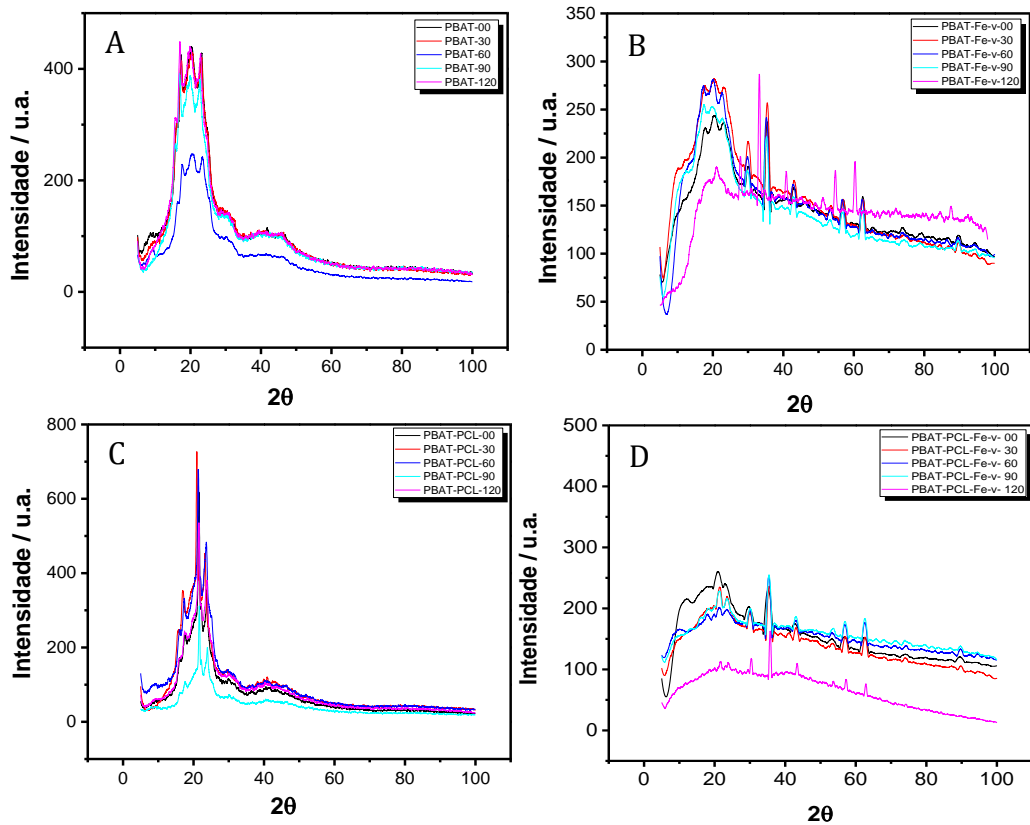 A
PBAT-00
PBAT-30
PBAT-60
PBAT-90
PBAT-120
Intensidade / u.a.
400
200
0
0 20 40 60 80 100
2θ
B
PBAT-Fe-v-00
PBAT-Fe-v-30
PBAT-Fe-v-60
PBAT-Fe-v-90
PBAT-Fe-v-120
Intensidade / u.a.
350
300
250
200
150
100
50
0
0 20 40 60 80 100
2θ
C
PBAT-PCL-00
PBAT-PCL-30
PBAT-PCL-60
PBAT-PCL-90
PBAT-PCL-120
Intensidade / u.a.
800
600
400
200
0
0 20 40 60 80 100
2θ
D
PBAT-PCL-Fe-v- 00
PBAT-PCL-Fe-v- 30
PBAT-PCL-Fe-v- 60
PBAT-PCL-Fe-v- 90
PBAT-PCL-Fe-v- 120
Intensidade / u.a.
500
400
300
200
100
0
0 20 40 60 80 100
2θ